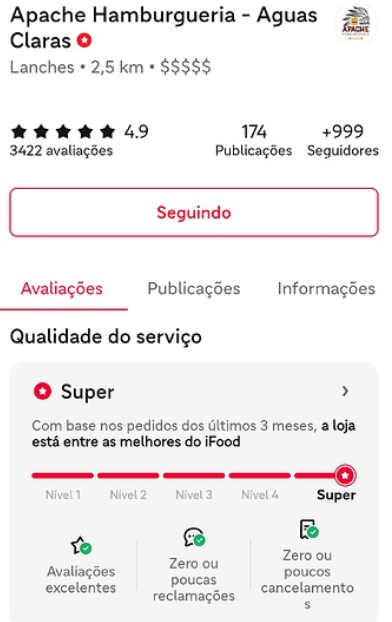 Apache Hamburgueria - Aguas
Claras
APACHE
Lanches • 2,5 km • $$$$$
4.9
3422 avaliações
174
Publicações
+999
Seguidores
Seguindo
Avaliações
Publicações
Informações
Qualidade do serviço
Super
Com base nos pedidos dos últimos 3 meses, a loja
está entre as melhores do iFood
Nível 1
Nível 2
Nível 3
Nível 4
Super
Avaliações
excelentes
Zero ou
poucas
reclamações
Zero ou
poucos
cancelamento
s